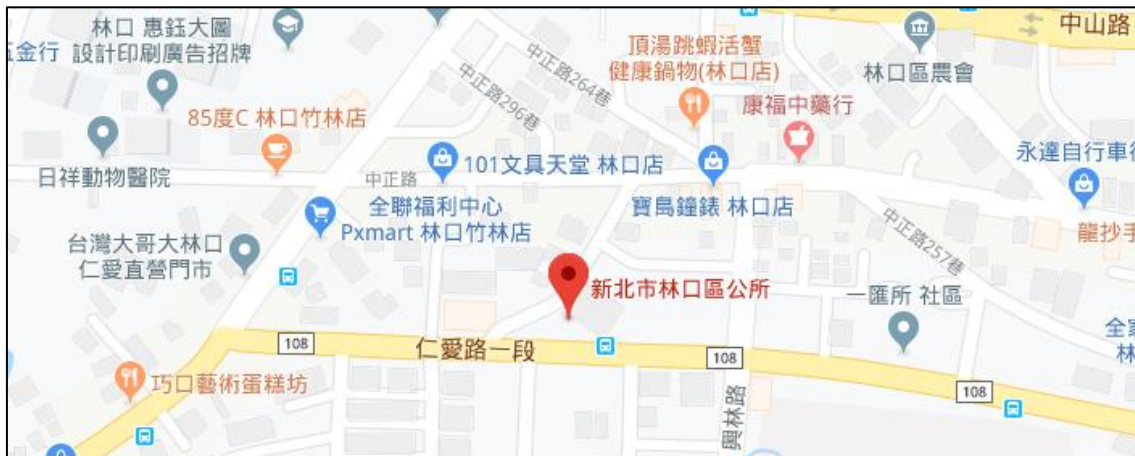 林口 惠鈺大圖
設計印刷廣告招牌
五金行
中山路
頂湯跳蝦活蟹
健康鍋物(林口店)
林口區農會
中正路264巷
中正路296巷
85度C 林口竹林店
康福中藥行
日祥動物醫院
中正路
101文具天堂 林口店
永達自行車行
全聯福利中心
Pxmart 林口竹林店
寶島鐘錶 林口店
中正路257巷
龍抄手
台灣大哥大林口
仁愛直營門市
新北市林口區公所
一匯所 社區
全家
林
108
仁愛路一段
108
108
巧口藝術蛋糕坊
興林路